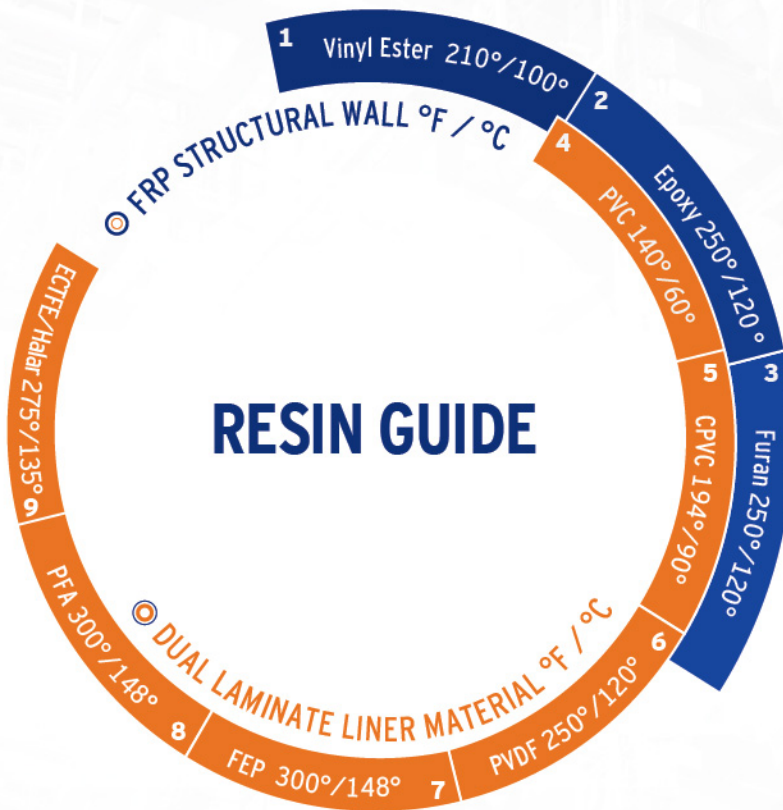 1 Vinyl Ester 210°/100°
2 Epoxy 250°/120°
3 Furan 250°/120°
FRP STRUCTURAL WALL °F / °C
4 PVC 140°/60°
5 CPVC 194°/90°
6 PVDF 250°/120°
7 FEP 300°/148°
8 PFA 300°/148°
9 ECTFE/Halar 275°/135°
RESIN GUIDE
DUAL LAMINATE LINER MATERIAL °F / °C